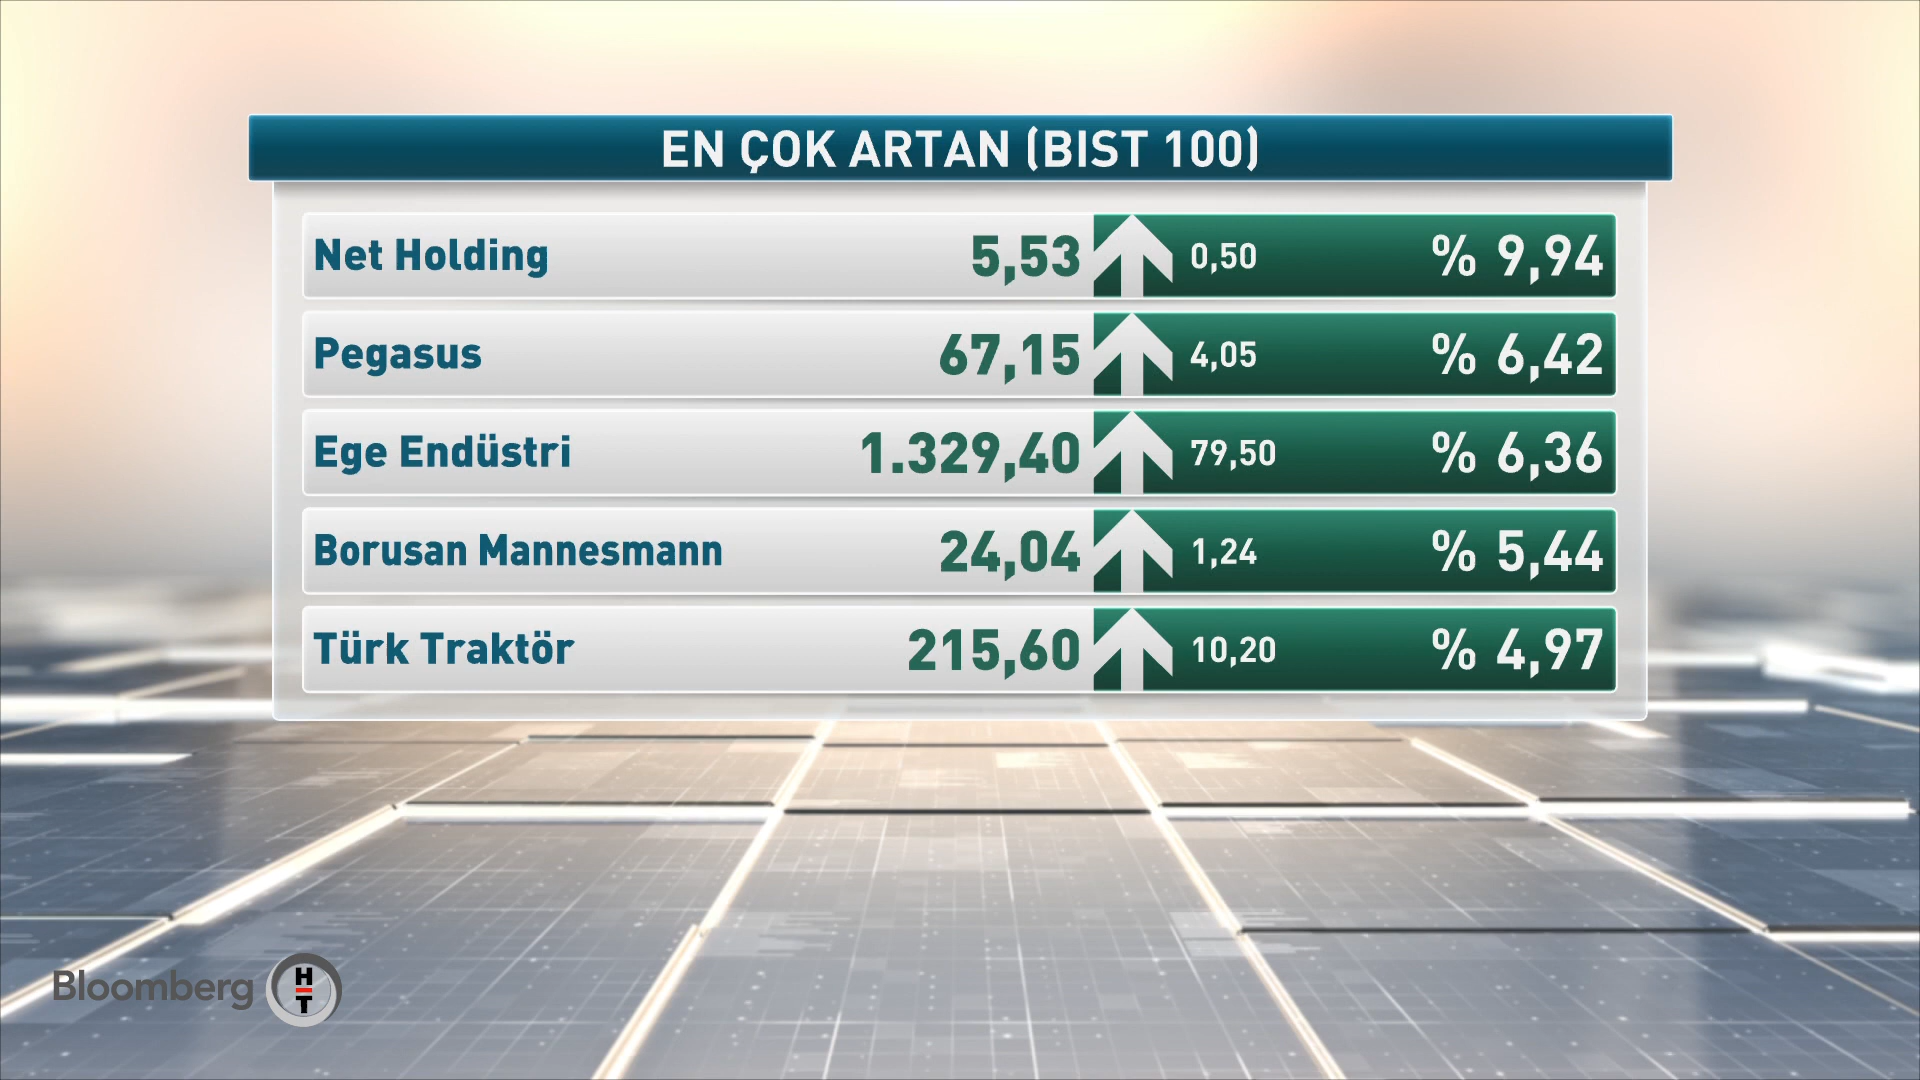 EN ÇOK ARTAN (BIST 100)
Net Holding 5,53 0,50 % 9,94
Pegasus 67,15 4,05 % 6,42
Ege Endüstri 1.329,40 79,50 % 6,36
Borusan Mannesmann 24,04 1,24 % 5,44
Türk Traktör 215,60 10,20 % 4,97
Bloomberg HT